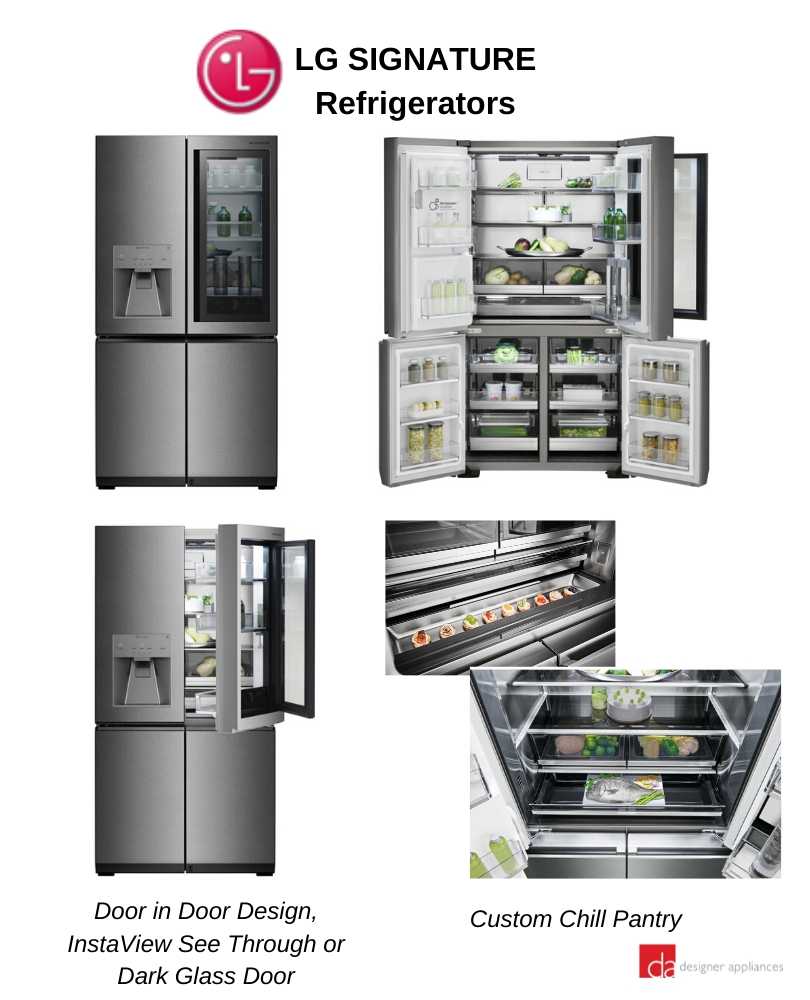 LG SIGNATURE
Refrigerators
Door in Door Design,
InstaView See Through or
Dark Glass Door
Custom Chill Pantry
da designer appliances